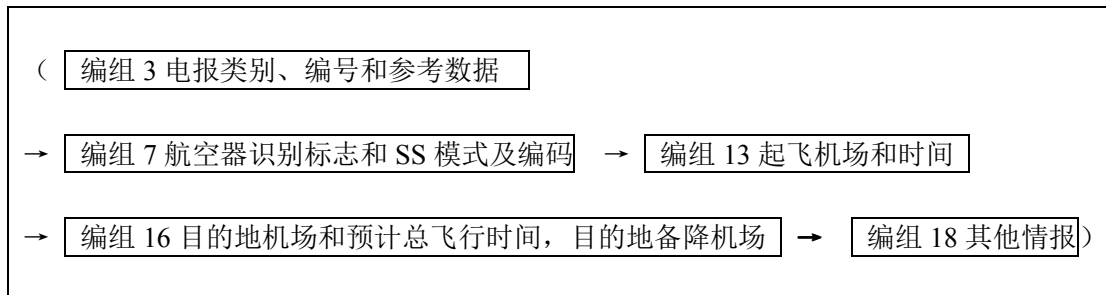 （ 编组 3 电报类别、编号和参考数据
→ 编组 7 航空器识别标志和 SS 模式及编码 → 编组 13 起飞机场和时间
→ 编组 16 目的地机场和预计总飞行时间，目的地备降机场 → 编组 18 其他情报）